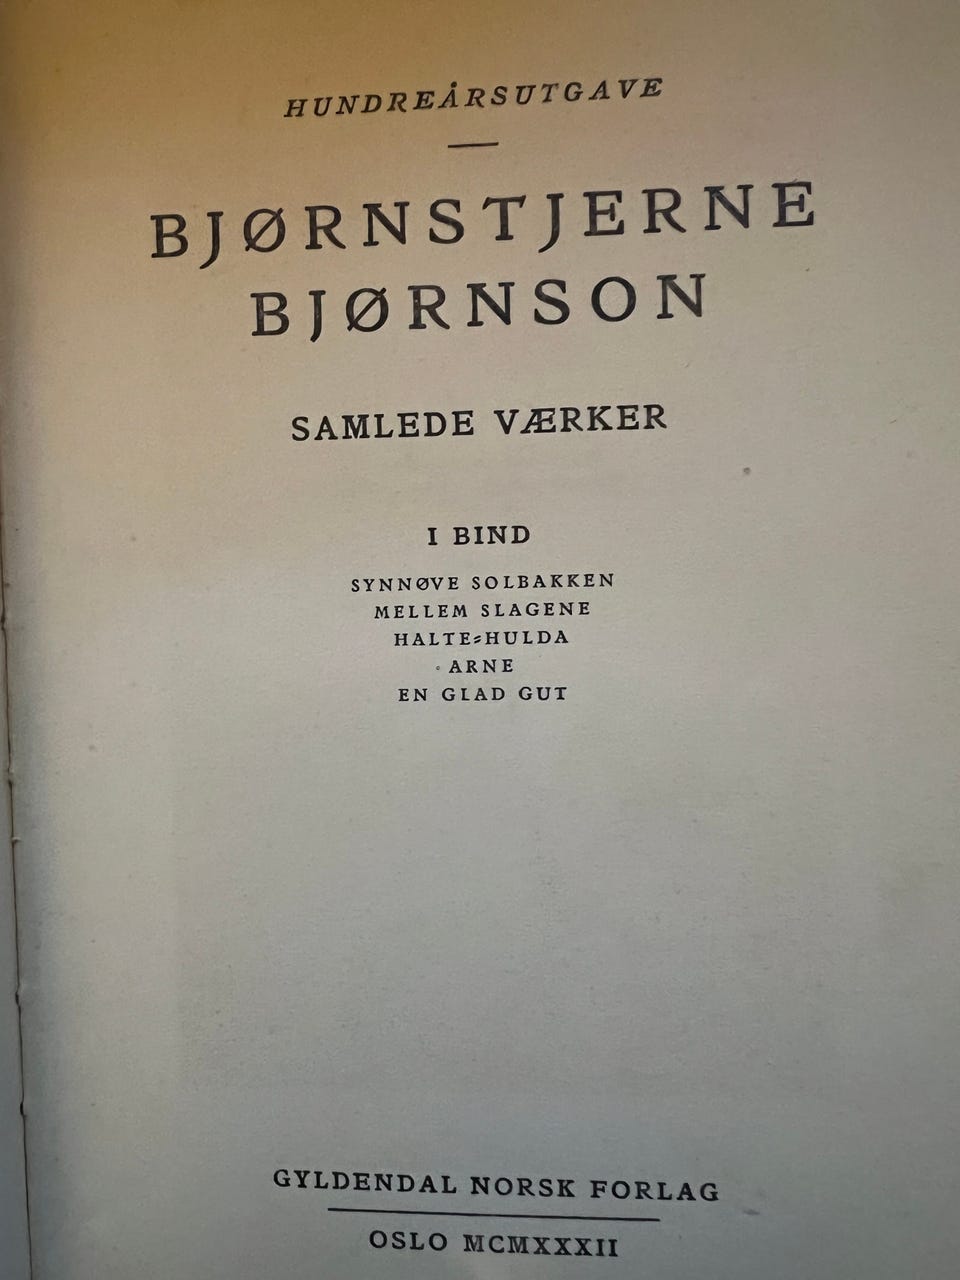 HUNDREÅRSUTGAVE
BJØRNSTJERNE
BJØRNSON
SAMLEDE VÆRKER
I BIND
SYNNØVE SOLBAKKEN
MELLEM SLAGENE
HALTE-HULDA
ARNE
EN GLAD GUT
GYLDENDAL NORSK FORLAG
OSLO MCMXXXII